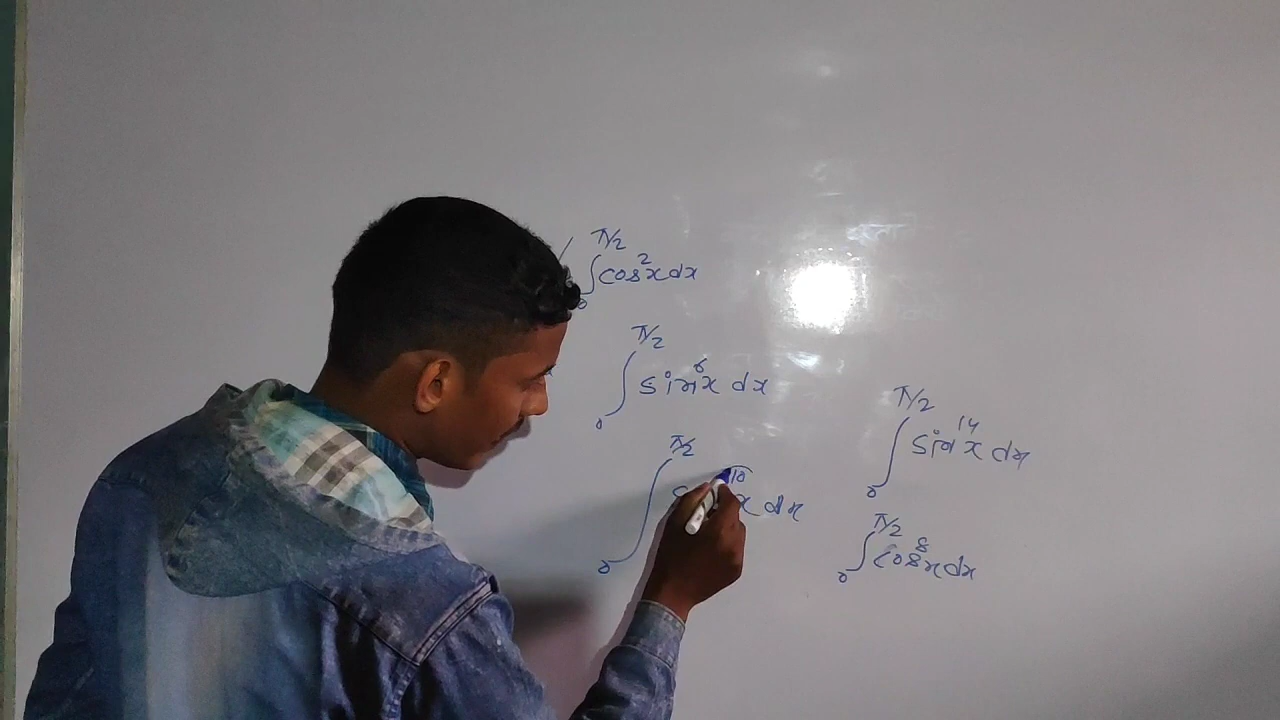 ∫₀^π/2 cos²x dx
∫₀^π/2 sin⁶x dx
∫₀^π/2 x dx
∫₀^π/2 sin¹⁴x dx
∫₀^π/2 cos⁸x dx